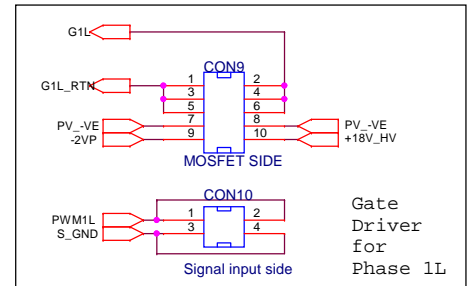 G1L
CON9
G1L_RTN 1 2
3 4
5 6
PV_-VE 7 8 PV_-VE
-2VP 9 10 +18V_HV
MOSFET SIDE
CON10
PWM1L 1 2
S_GND 3 4
Signal input side
Gate
Driver
for
Phase 1L